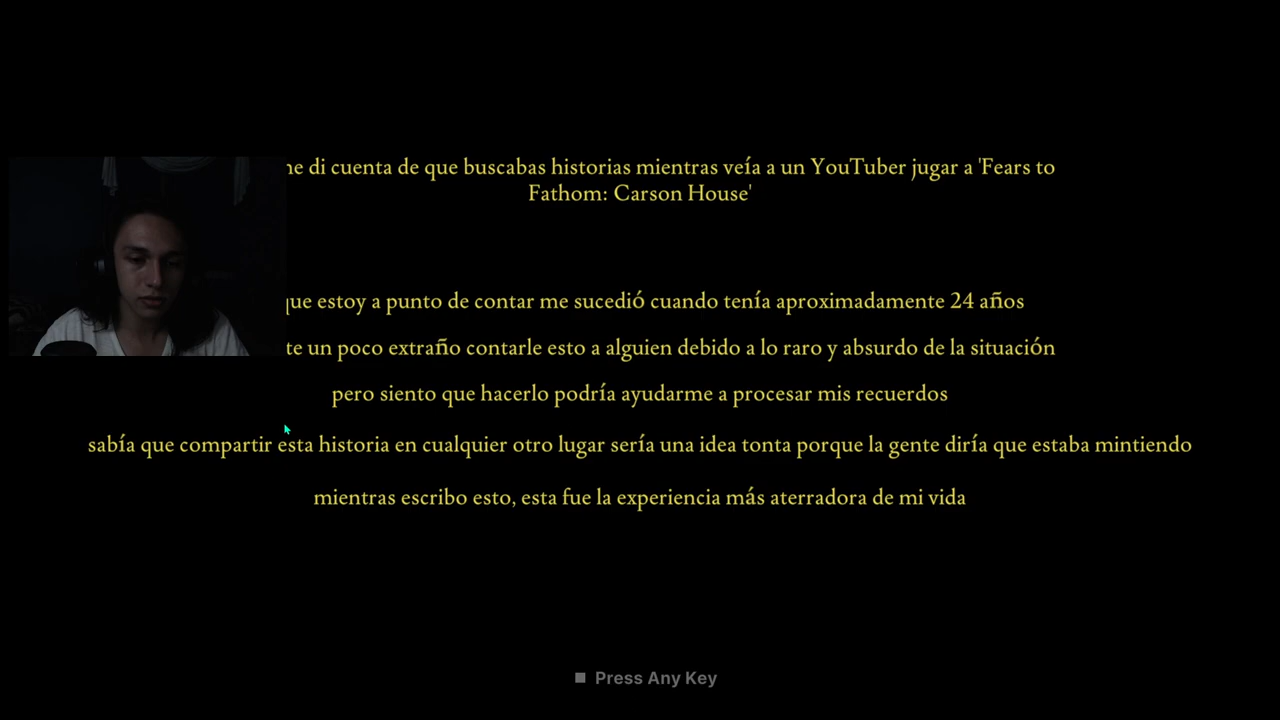 di cuenta de que buscabas historias mientras veía a un YouTuber jugar a 'Fears to
Fathom: Carson House'
que estoy a punto de contar me sucedió cuando tenía aproximadamente 24 años
un poco extraño contarle esto a alguien debido a lo raro y absurdo de la situación
pero siento que hacerlo podría ayudarme a procesar mis recuerdos
sabía que compartir esta historia en cualquier otro lugar sería una idea tonta porque la gente diría que estaba mintiendo
mientras escribo esto, esta fue la experiencia más aterradora de mi vida
Press Any Key